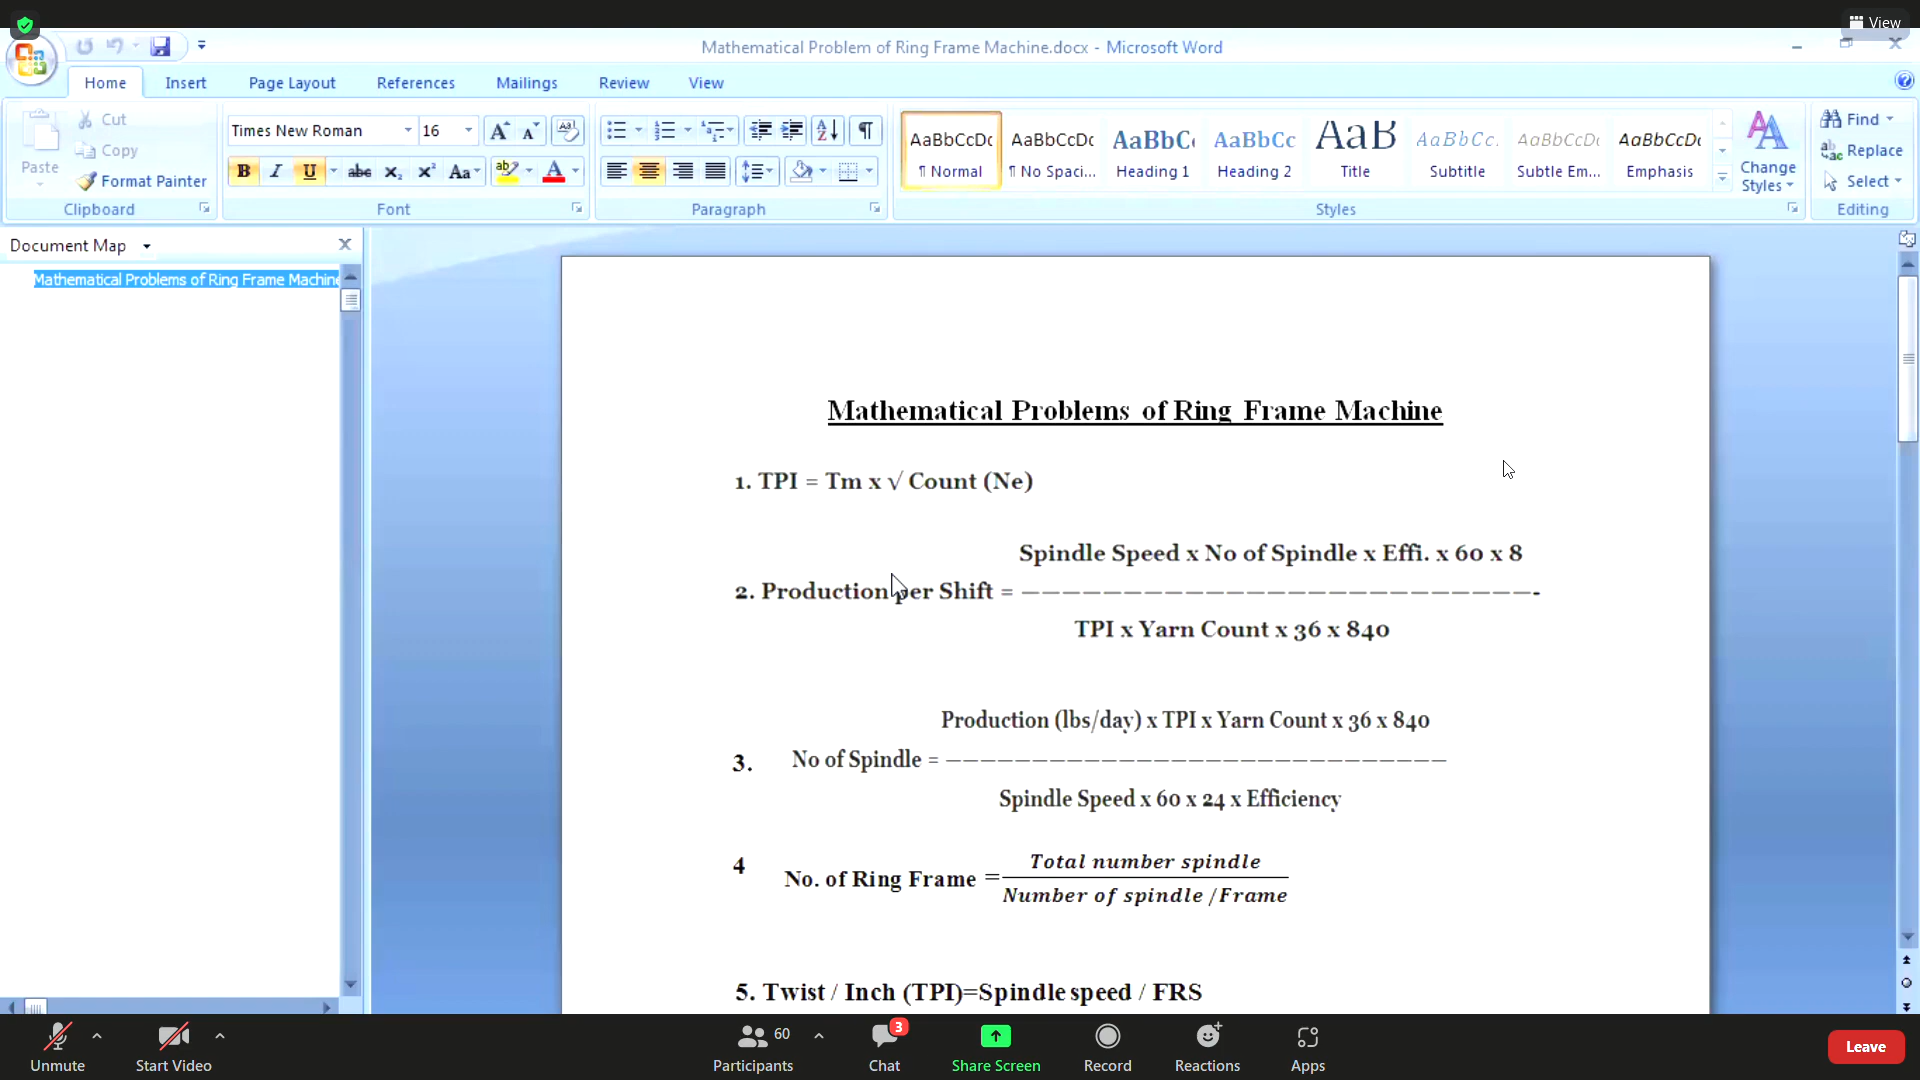 View
Mathematical Problem of Ring Frame Machine.docx - Microsoft Word
Home Insert Page Layout References Mailings Review View
Paste
Cut
Copy
Format Painter
Clipboard
Times New Roman 16
Font
Paragraph
AaBbCcDc AaBbCcDc AaBbC AaBbCc AaB AaBbCc. AaBbCcDc AaBbCcDc
¶ Normal ¶ No Spaci... Heading 1 Heading 2 Title Subtitle Subtle Em... Emphasis
Change
Styles
Styles
Find
Replace
Select
Editing
Document Map
Mathematical Problems of Ring Frame Machine
Mathematical Problems of Ring Frame Machine
1. TPI = Tm x √ Count (Ne)
Spindle Speed x No of Spindle x Effi. x 60 x 8
2. Production per Shift = —————————————————————————-
TPI x Yarn Count x 36 x 840
Production (lbs/day) x TPI x Yarn Count x 36 x 840
3. No of Spindle = —————————————————————————————
Spindle Speed x 60 x 24 x Efficiency
Total number spindle
4 No. of Ring Frame =
Number of spindle /Frame
5. Twist / Inch (TPI)=Spindle speed / FRS
Unmute
Start Video
60
Participants
3
Chat
Share Screen
Record
Reactions
Apps
Leave